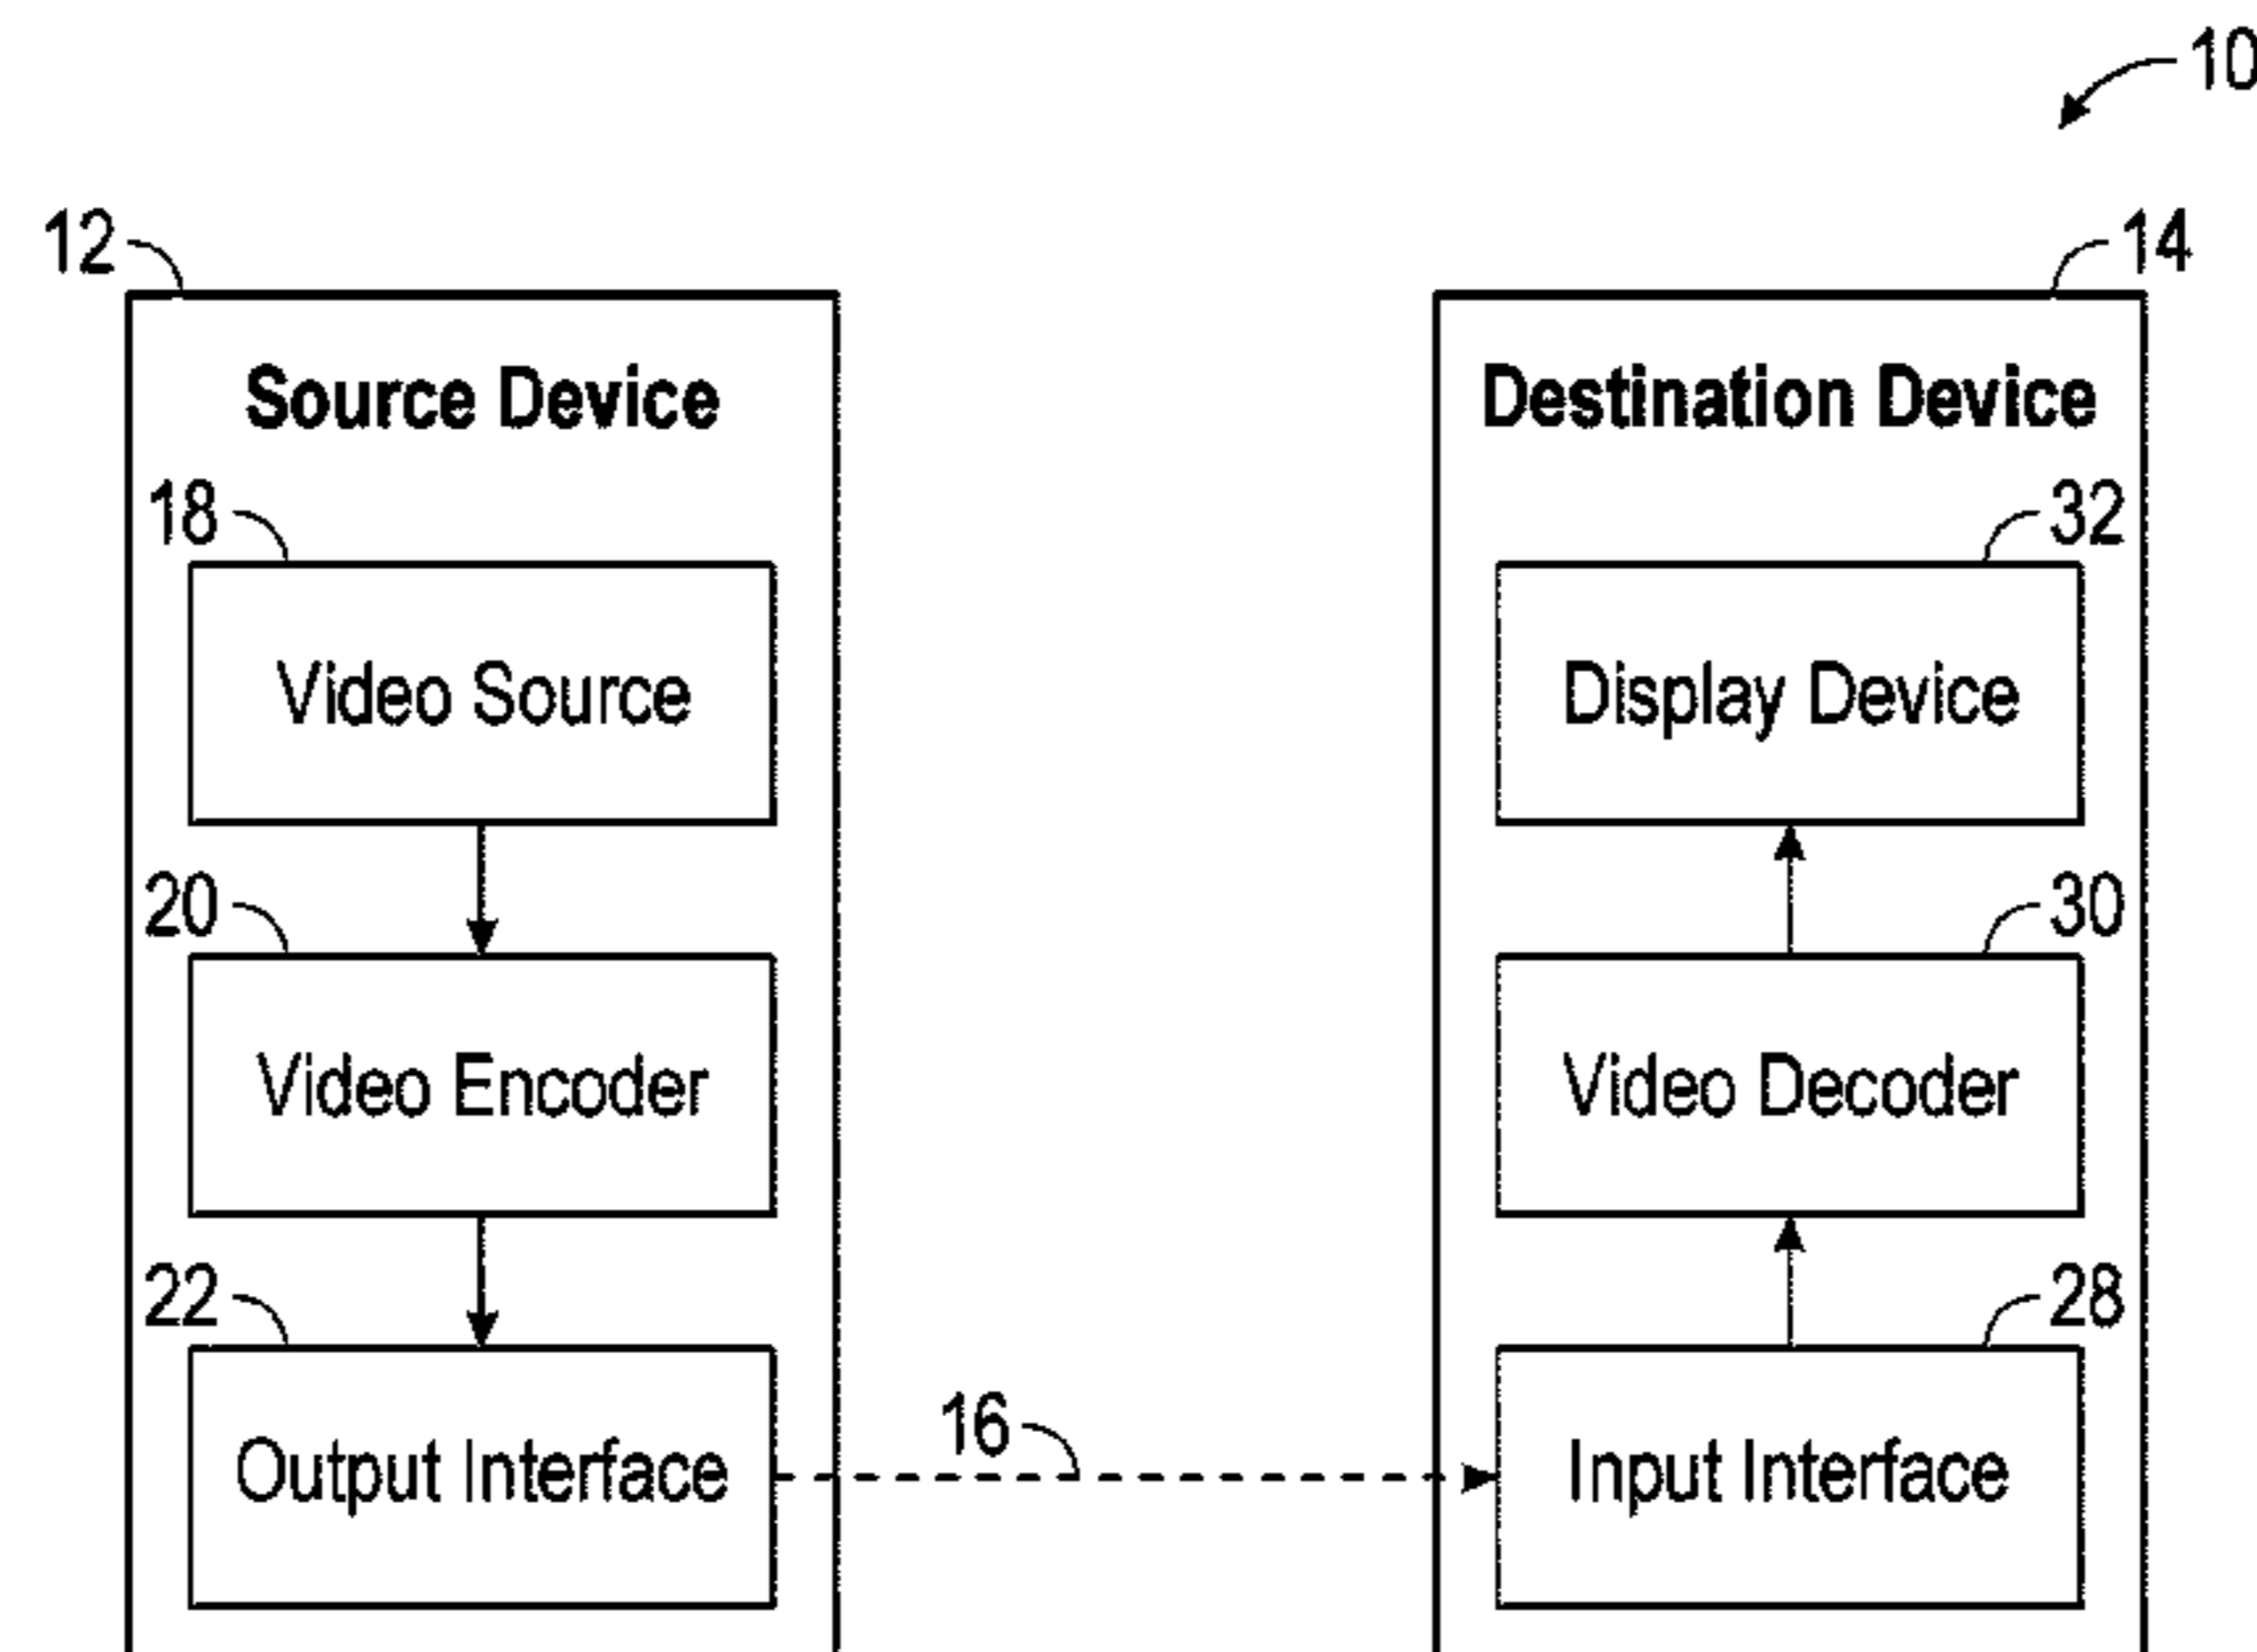 10
12
14
Source Device
Destination Device
18
32
Video Source
Display Device
20
30
Video Encoder
Video Decoder
22
28
16
Output Interface
Input Interface